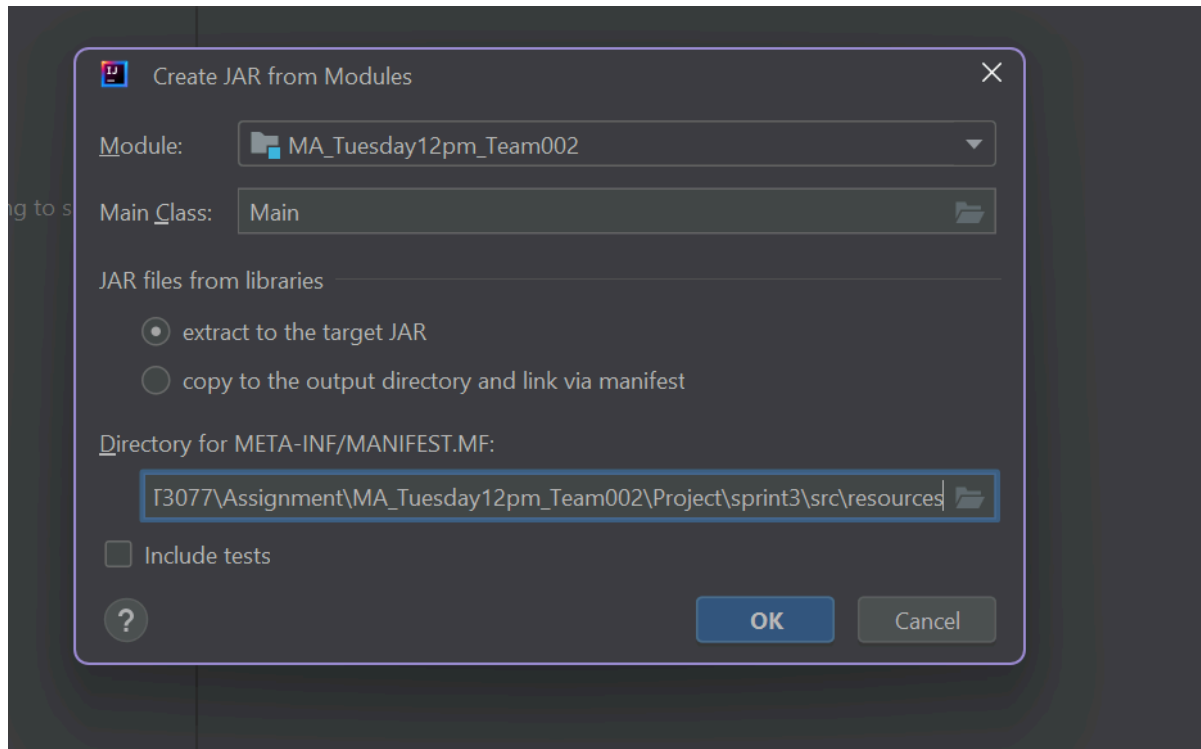 Create JAR from Modules
Module: MA_Tuesday12pm_Team002
ng to s
Main Class: Main
JAR files from libraries
extract to the target JAR
copy to the output directory and link via manifest
Directory for META-INF/MANIFEST.MF:
T3077\Assignment\MA_Tuesday12pm_Team002\Project\sprint3\src\resources
Include tests
? OK Cancel